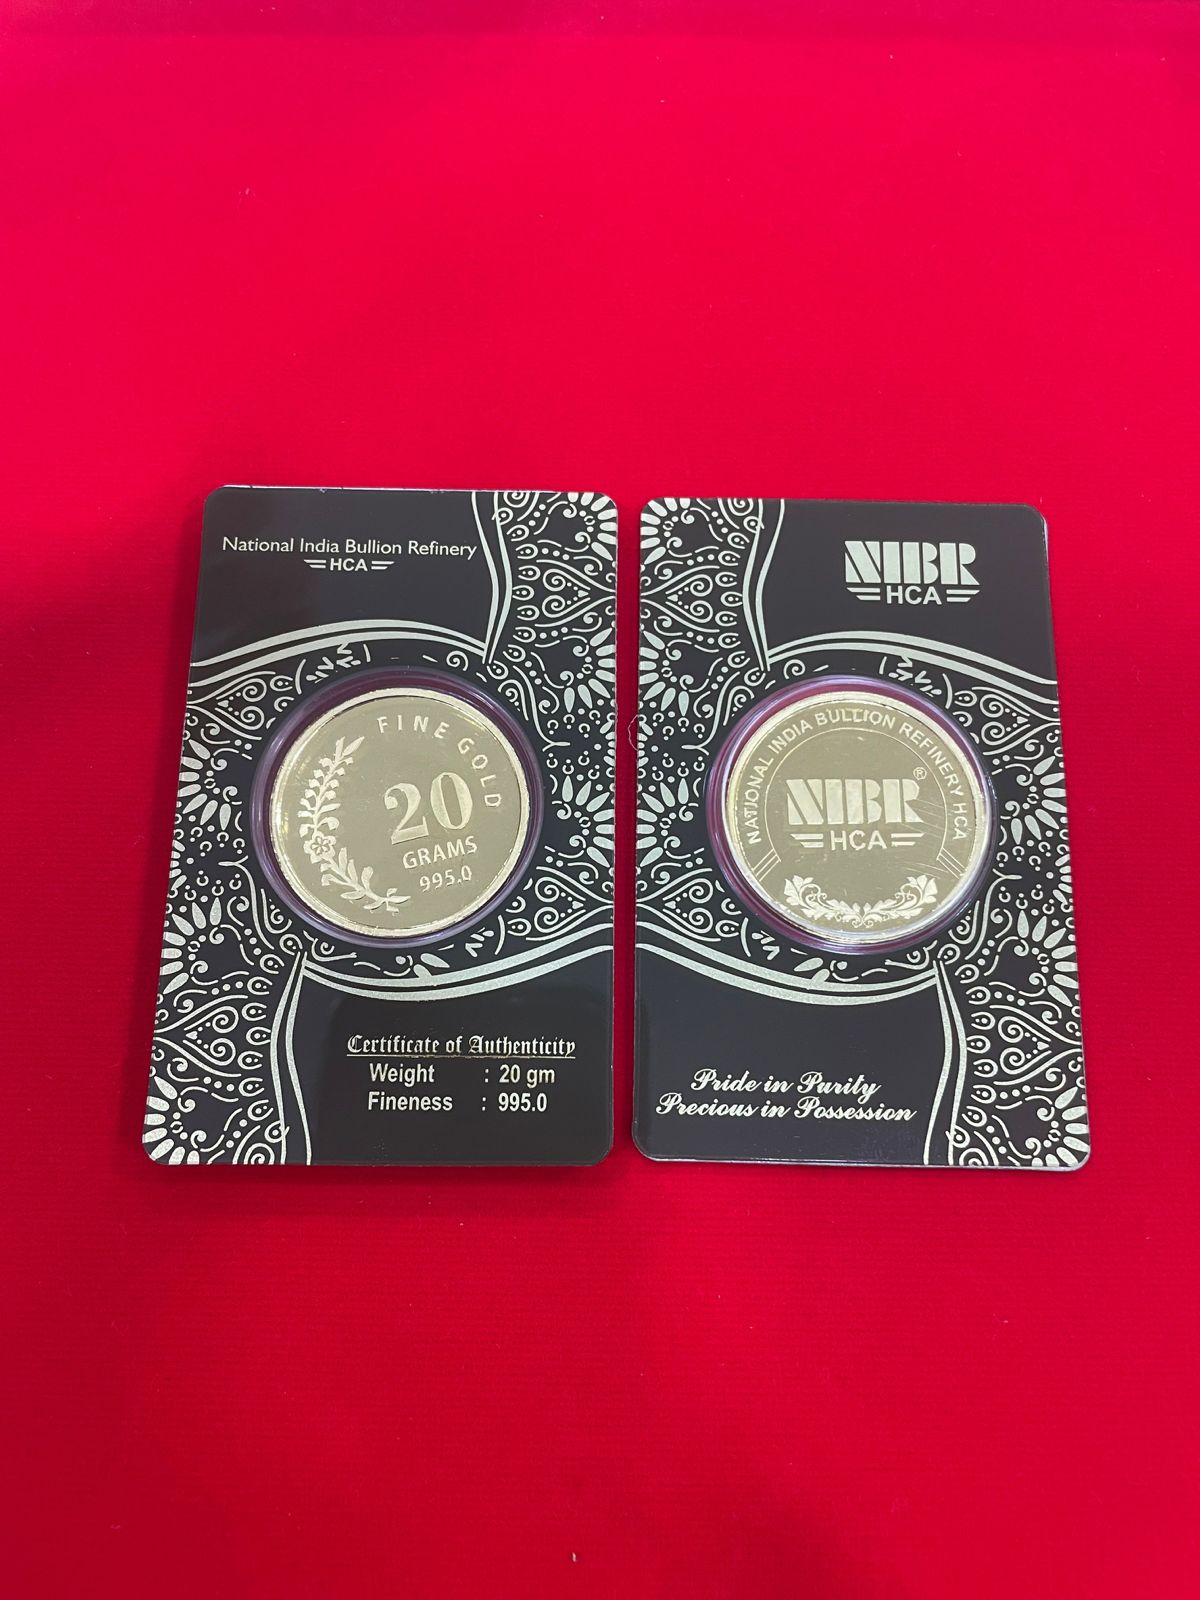 National India Bullion Refinery
HCA
FINE GOLD
20
GRAMS
995.0
Certificate of Authenticity
Weight : 20 gm
Fineness : 995.0
NIBR
HCA
NATIONAL INDIA BULLION REFINERY HCA
NIBR®
HCA
Pride in Purity
Precious in Possession